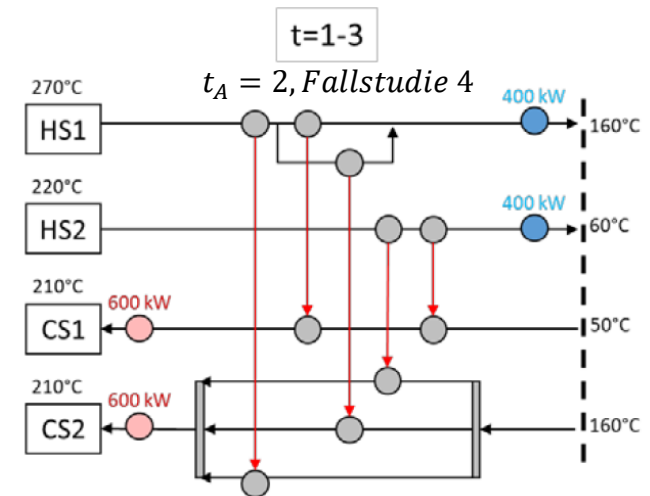 t=1-3
t_A = 2, Fallstudie 4
270°C
HS1
400 kW
160°C
220°C
HS2
400 kW
60°C
210°C
CS1
600 kW
50°C
210°C
CS2
600 kW
160°C